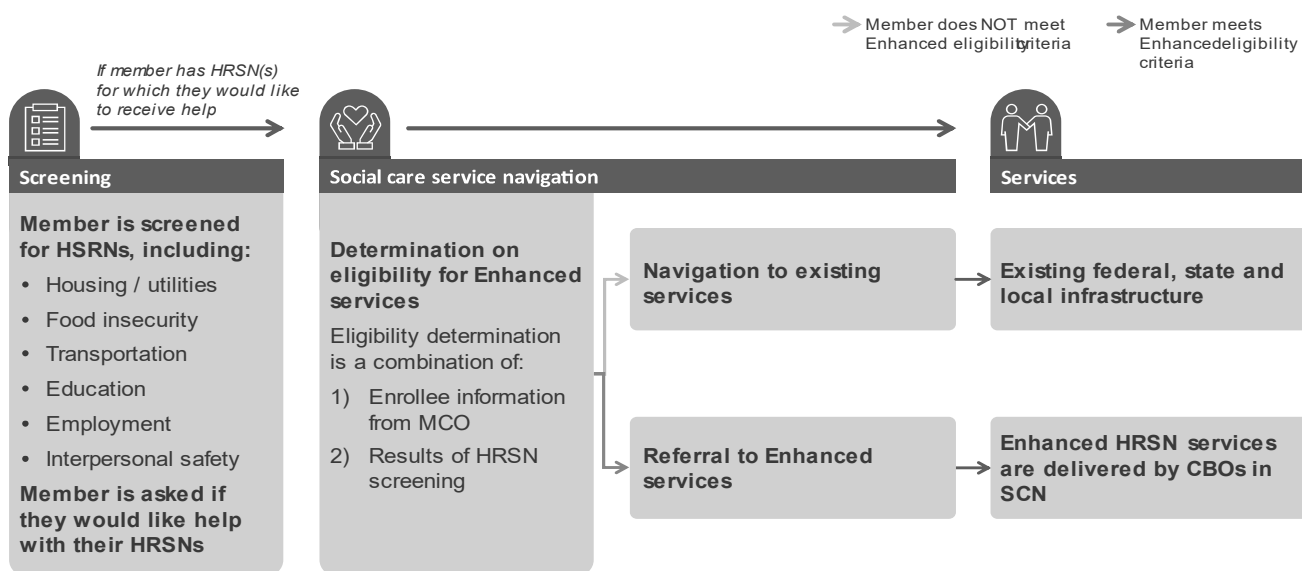 Member does NOT meet
Enhanced eligibility criteria
Member meets
Enhanced eligibility
criteria
If member has HRSN(s)
for which they would like
to receive help
Screening
Social care service navigation
Services
Member is screened
for HSRNs, including:
• Housing / utilities
• Food insecurity
• Transportation
• Education
• Employment
• Interpersonal safety
Member is asked if
they would like help
with their HRSNs
Determination on
eligibility for Enhanced
services
Eligibility determination
is a combination of:
1) Enrollee information
from MCO
2) Results of HRSN
screening
Navigation to existing
services
Referral to Enhanced
services
Existing federal, state and
local infrastructure
Enhanced HRSN services
are delivered by CBOs in
SCN